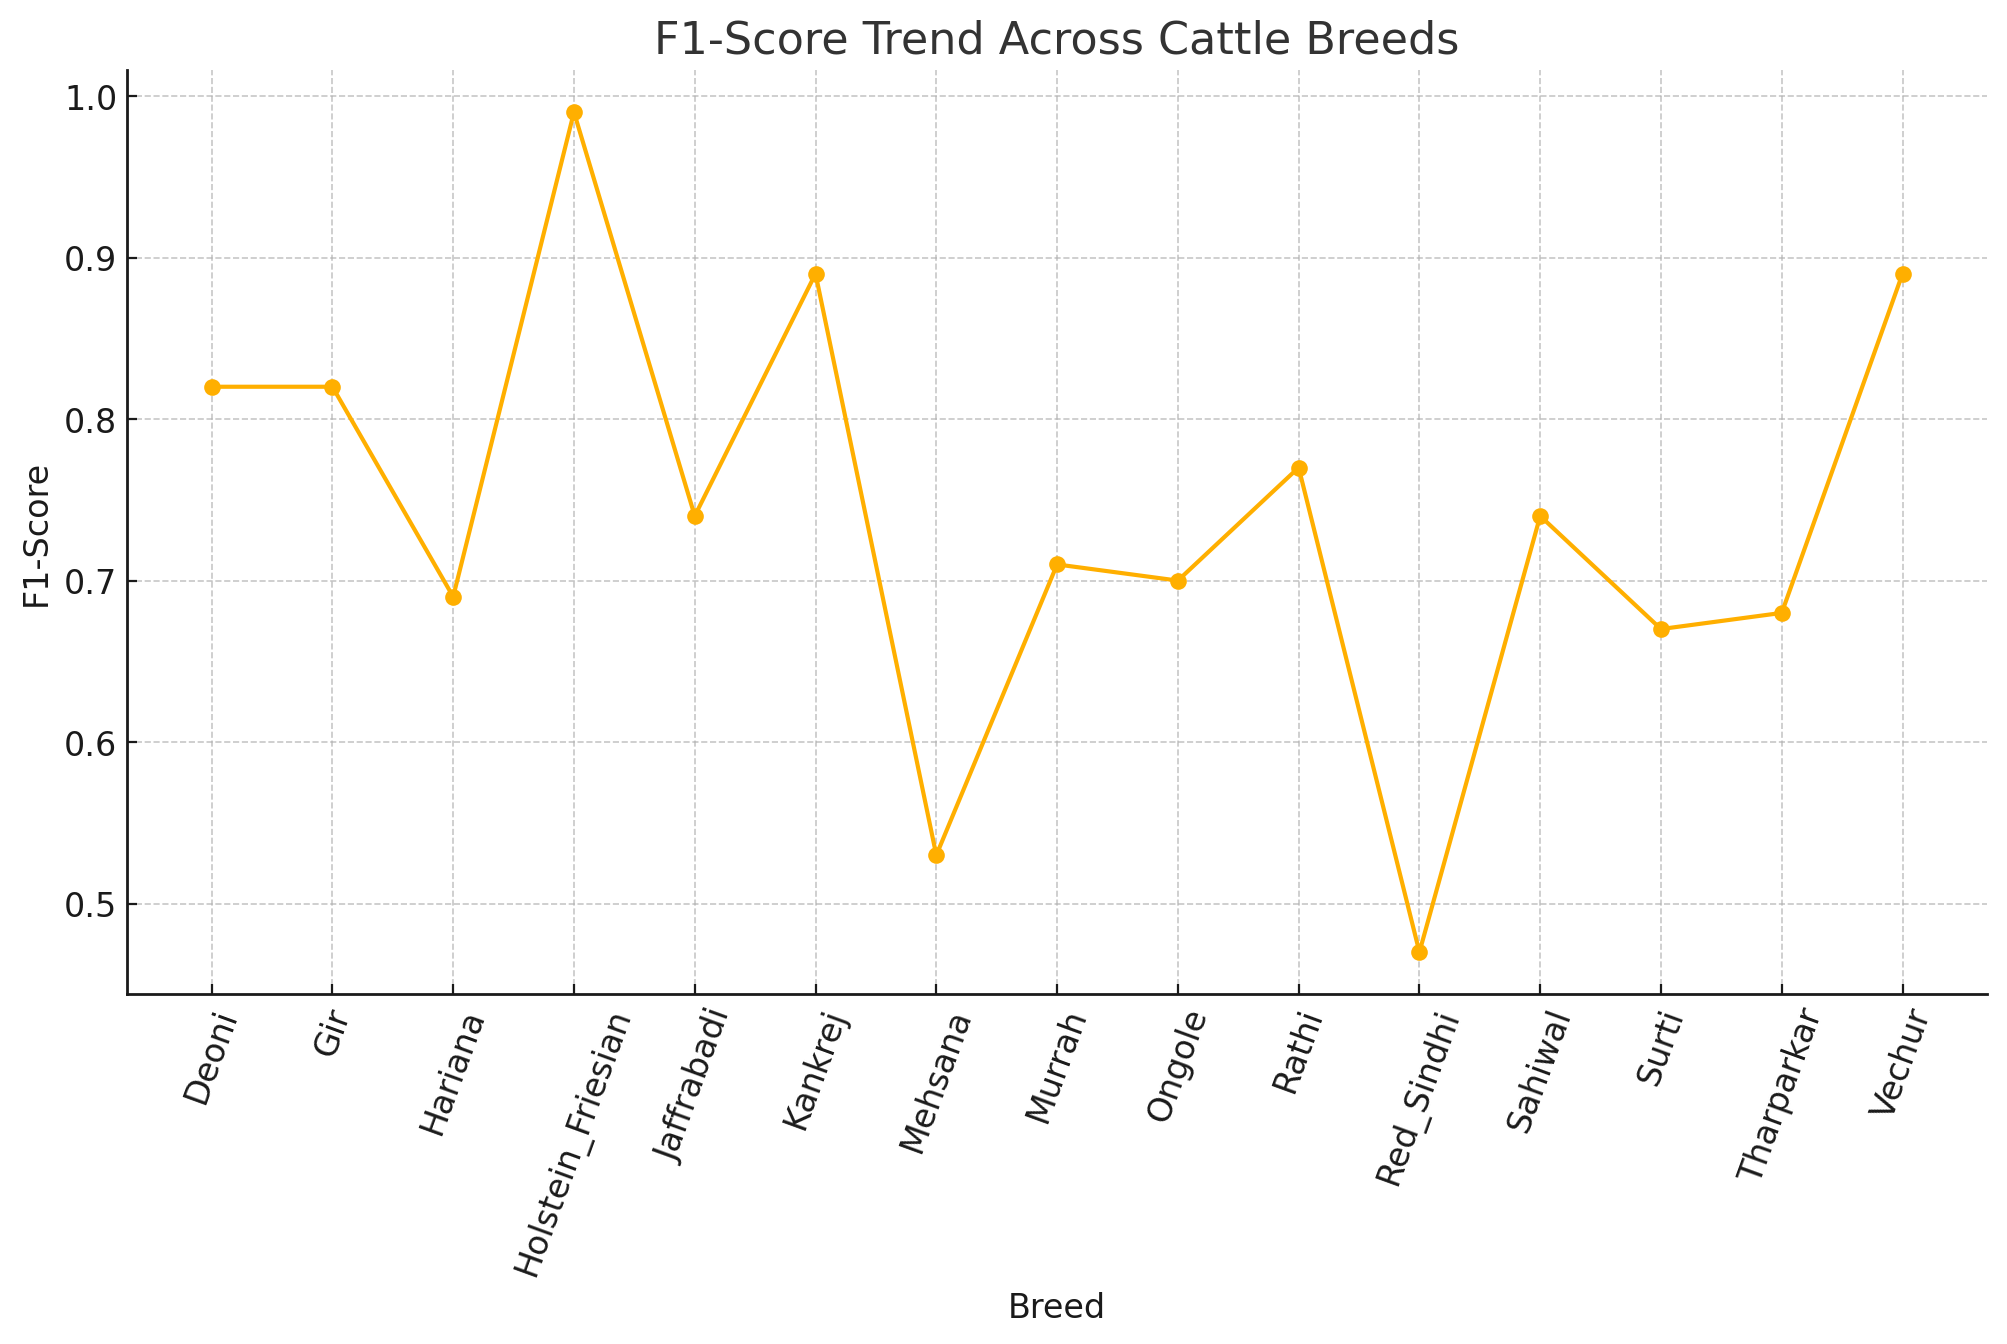 F1-Score Trend Across Cattle Breeds
1.0
0.9
0.8
0.7
0.6
0.5
F1-Score
Deoni
Gir
Hariana
Holstein_Friesian
Jaffrabadi
Kankrej
Mehsana
Murrah
Ongole
Rathi
Red_Sindhi
Sahiwal
Surti
Tharparkar
Vechur
Breed